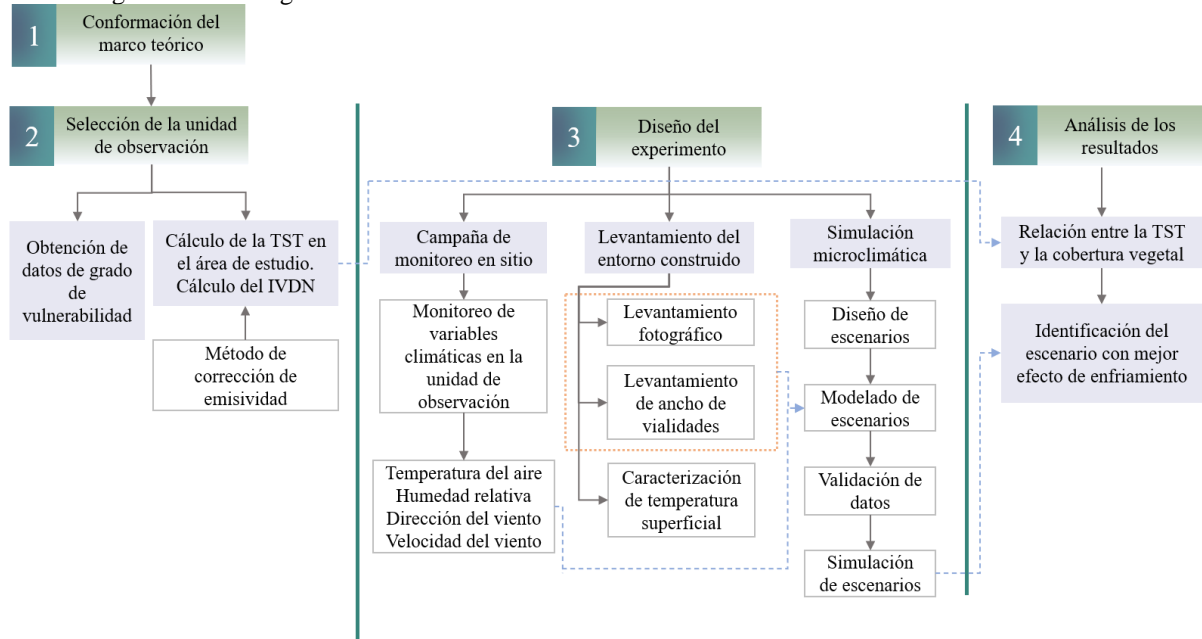 1
Conformación del
marco teórico
2
Selección de la unidad
de observación
Obtención de
datos de grado
de
vulnerabilidad
Cálculo de la TST en
el área de estudio.
Cálculo del IVDN
Método de
corrección de
emisividad
3
Diseño del
experimento
Campaña de
monitoreo en sitio
Monitoreo de
variables
climáticas en la
unidad de
observación
Temperatura del aire
Humedad relativa
Dirección del viento
Velocidad del viento
Levantamiento del
entorno construido
Levantamiento
fotográfico
Levantamiento
de ancho de
vialidades
Caracterización
de temperatura
superficial
Simulación
microclimática
Diseño de
escenarios
Modelado de
escenarios
Validación de
datos
Simulación
de escenarios
4
Análisis de los
resultados
Relación entre la TST
y la cobertura vegetal
Identificación del
escenario con mejor
efecto de enfriamiento